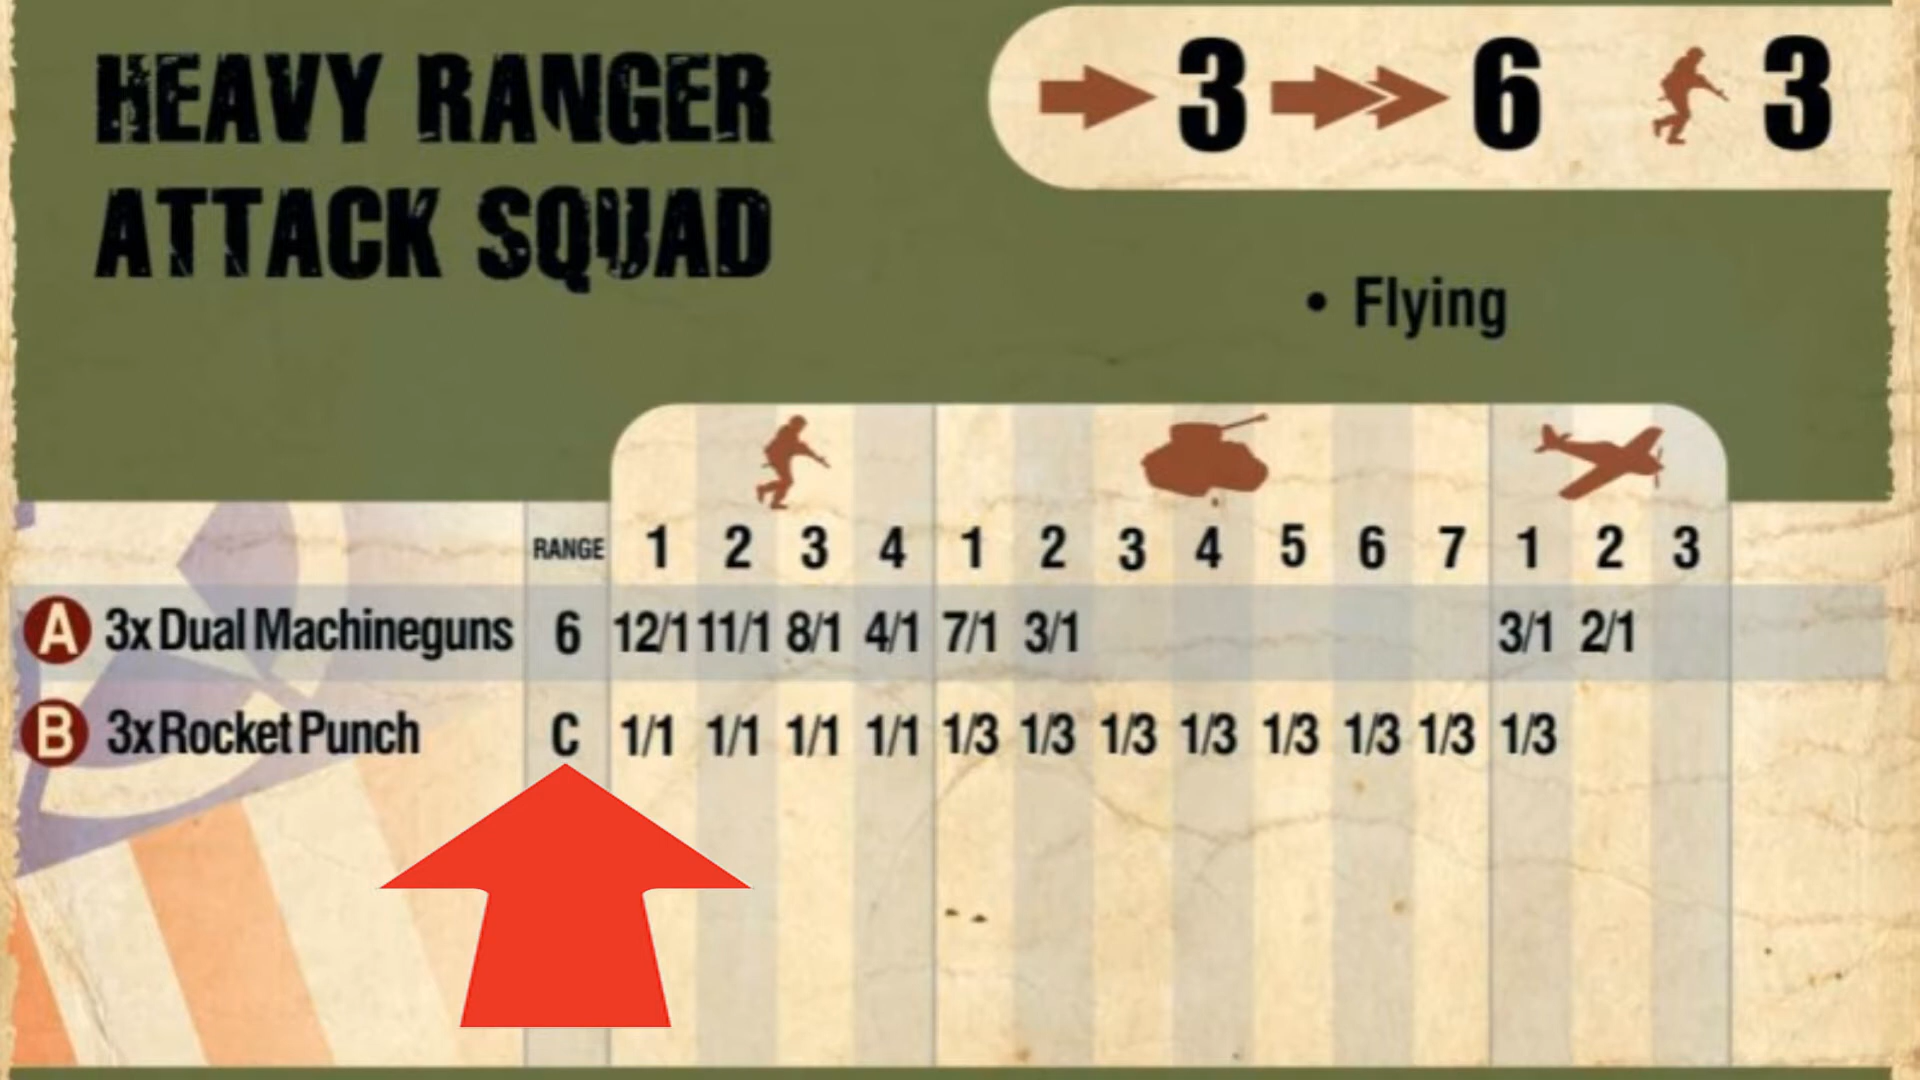 HEAVY RANGER
ATTACK SQUAD
3 6 3
• Flying
RANGE 1 2 3 4 1 2 3 4 5 6 7 1 2 3
A 3x Dual Machineguns 6 12/1 11/1 8/1 4/1 7/1 3/1 3/1 2/1
B 3x Rocket Punch C 1/1 1/1 1/1 1/1 1/3 1/3 1/3 1/3 1/3 1/3 1/3 1/3